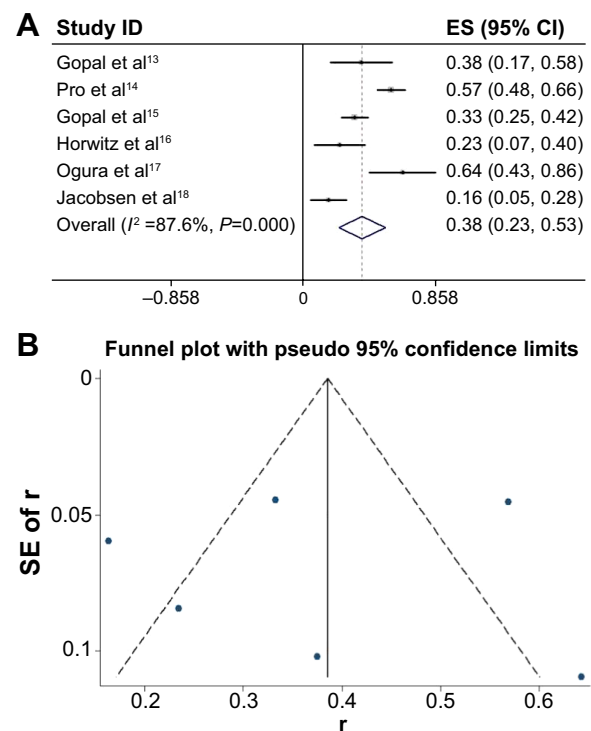 A
Study ID ES (95% CI)
Gopal et al¹³ 0.38 (0.17, 0.58)
Pro et al¹⁴ 0.57 (0.48, 0.66)
Gopal et al¹⁵ 0.33 (0.25, 0.42)
Horwitz et al¹⁶ 0.23 (0.07, 0.40)
Ogura et al¹⁷ 0.64 (0.43, 0.86)
Jacobsen et al¹⁸ 0.16 (0.05, 0.28)
Overall (I² =87.6%, P=0.000) 0.38 (0.23, 0.53)
–0.858 0 0.858
B
Funnel plot with pseudo 95% confidence limits
0
0.05
0.1
SE of r
0.2 0.3 0.4 0.5 0.6
r